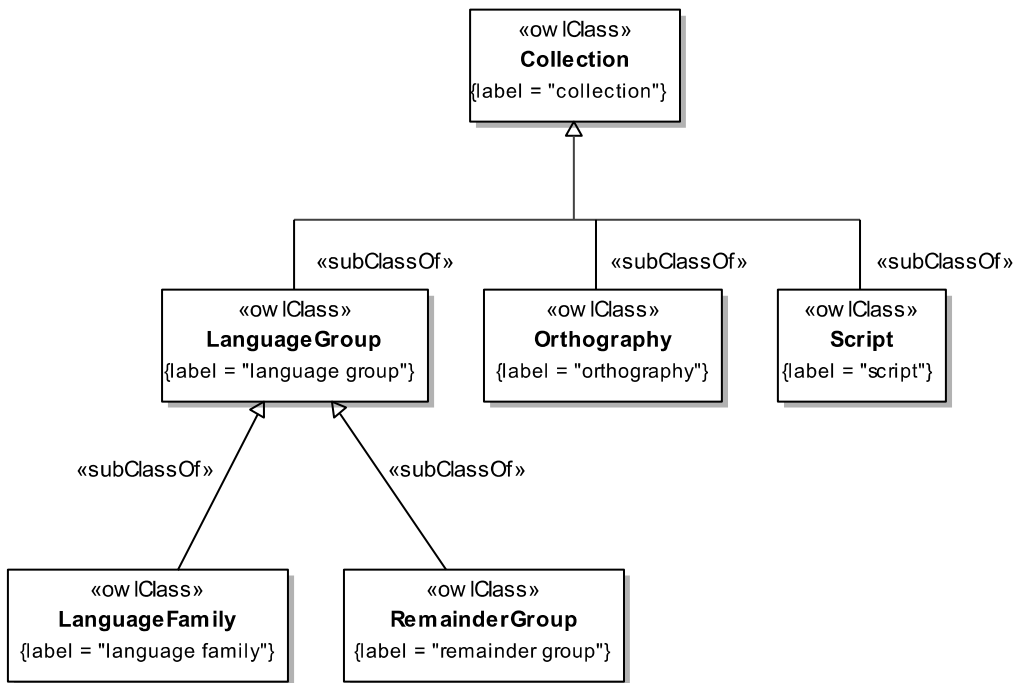 «owlClass»
Collection
{label = "collection"}
«subClassOf» «subClassOf» «subClassOf»
«owlClass» «owlClass» «owlClass»
LanguageGroup Orthography Script
{label = "language group"} {label = "orthography"} {label = "script"}
«subClassOf» «subClassOf»
«owlClass» «owlClass»
LanguageFamily RemainderGroup
{label = "language family"} {label = "remainder group"}